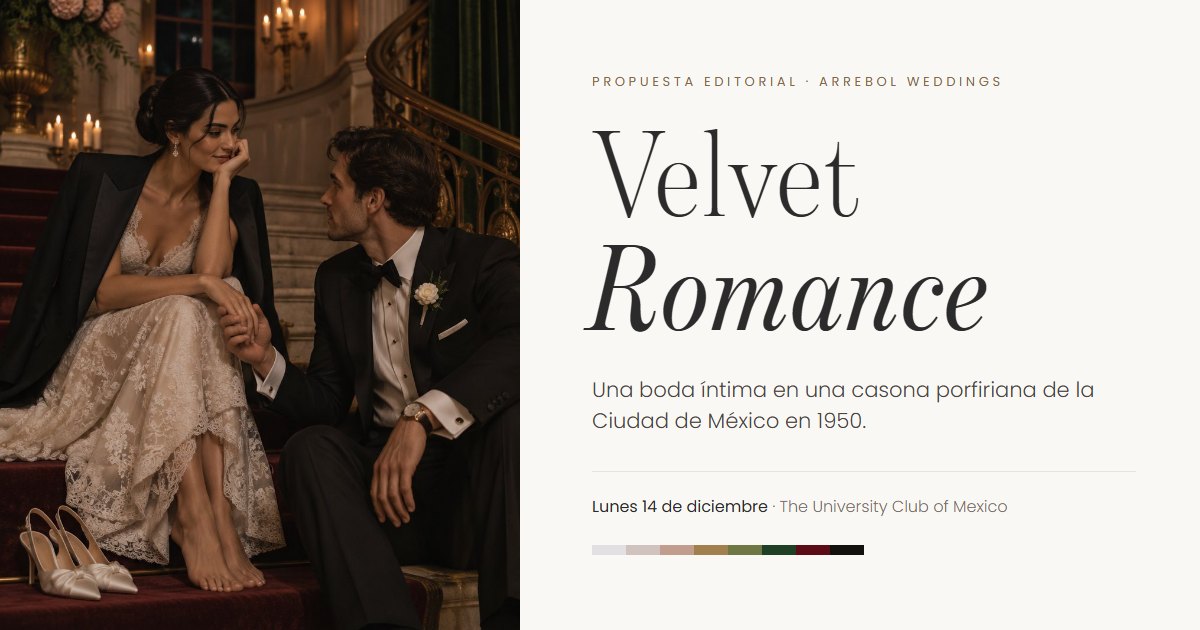 PROPUESTA EDITORIAL · ARREBOL WEDDINGS
Velvet
Romance
Una boda íntima en una casona porfiriana de la
Ciudad de México en 1950.
Lunes 14 de diciembre · The University Club of Mexico